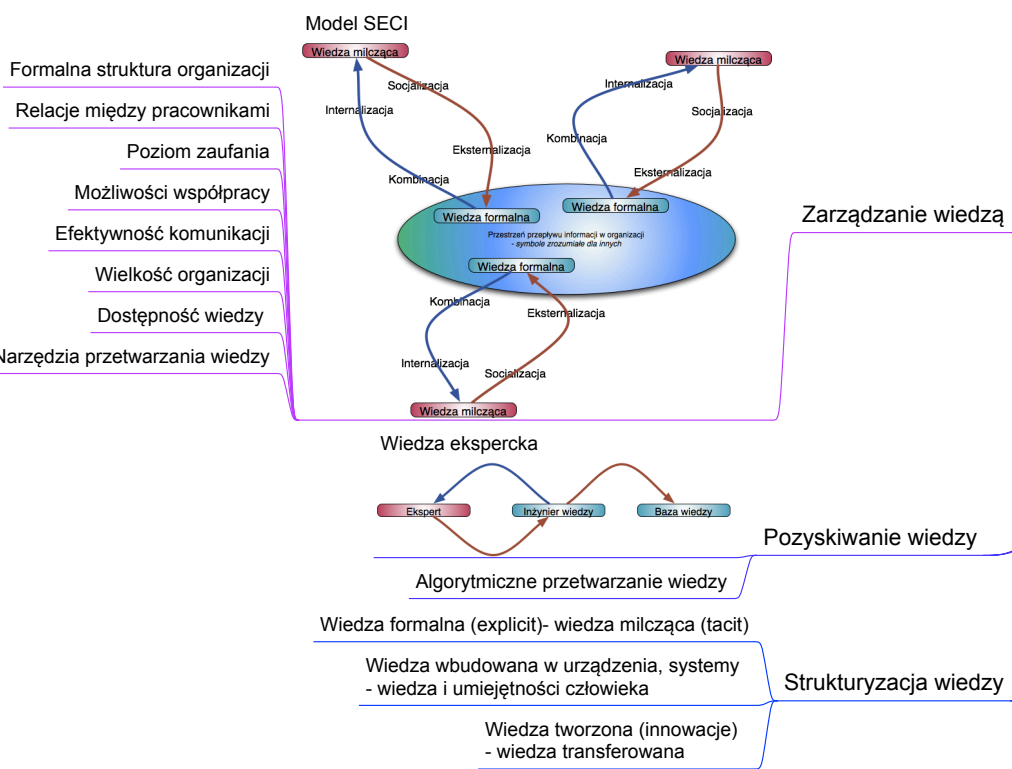 Model SECI
Wiedza milcząca
Wiedza milcząca
Formalna struktura organizacji
Socjalizacja
Internalizacja
Internalizacja
Relacje między pracownikami
Socjalizacja
Kombinacja
Poziom zaufania
Eksternalizacja
Eksternalizacja
Kombinacja
Możliwości współpracy
Wiedza formalna
Wiedza formalna
Zarządzanie wiedzą
Efektywność komunikacji
Przestrzeń przepływu informacji w organizacji
- symbole zrozumiałe dla innych
Wiedza formalna
Wielkość organizacji
Kombinacja
Eksternalizacja
Dostępność wiedzy
Narzędzia przetwarzania wiedzy
Internalizacja
Socjalizacja
Wiedza milcząca
Wiedza ekspercka
Ekspert
Inżynier wiedzy
Baza wiedzy
Pozyskiwanie wiedzy
Algorytmiczne przetwarzanie wiedzy
Wiedza formalna (explicit)- wiedza milcząca (tacit)
Wiedza wbudowana w urządzenia, systemy
- wiedza i umiejętności człowieka
Strukturyzacja wiedzy
Wiedza tworzona (innowacje)
- wiedza transferowana